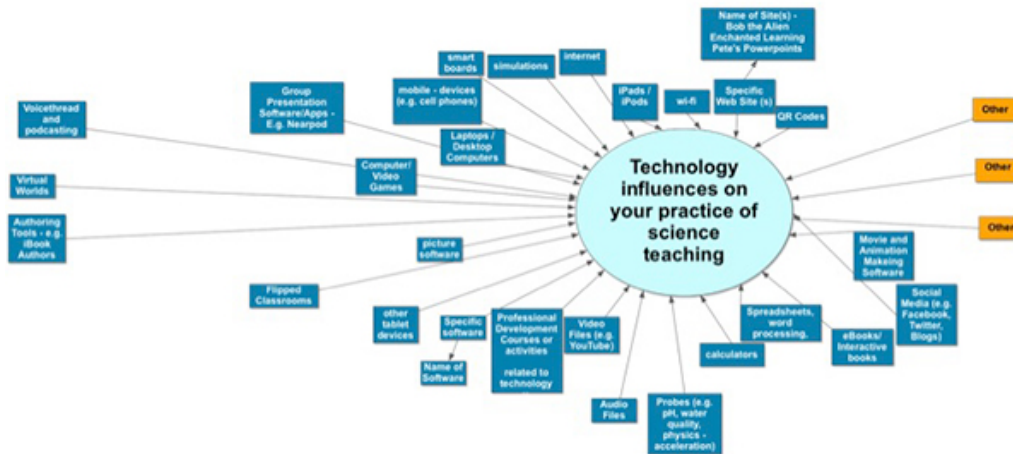 Name of Site(s) -
Bob the Alien
Enchanted Learning
Pete's Powerpoints
smart
boards
simulations
internet
mobile - devices
(e.g. cell phones)
iPads /
iPods
wi-fi
Specific
Web Site (s)
QR Codes
Group
Presentation
Software/Apps -
E.g. Nearpod
Voicethread and
podcasting
Laptops /
Desktop
Computers
Computer/
Video
Games
Virtual
Worlds
Authoring
Tools - e.g.
iBook
Authors
Technology
influences on
your practice of
science
teaching
Other
Other
Other
picture
software
Flipped
Classrooms
other
tablet
devices
Specific
software
Name of
Software
Professional
Development
Courses or
activities
related to
technology
Video
Files (e.g.
YouTube)
Audio
Files
Probes (e.g.
pH, water
quality,
physics -
acceleration)
calculators
Spreadsheets,
word
processing,
eBooks/
Interactive
books
Movie and
Animation
Makeing
Software
Social
Media (e.g.
Facebook,
Twitter,
Blogs)